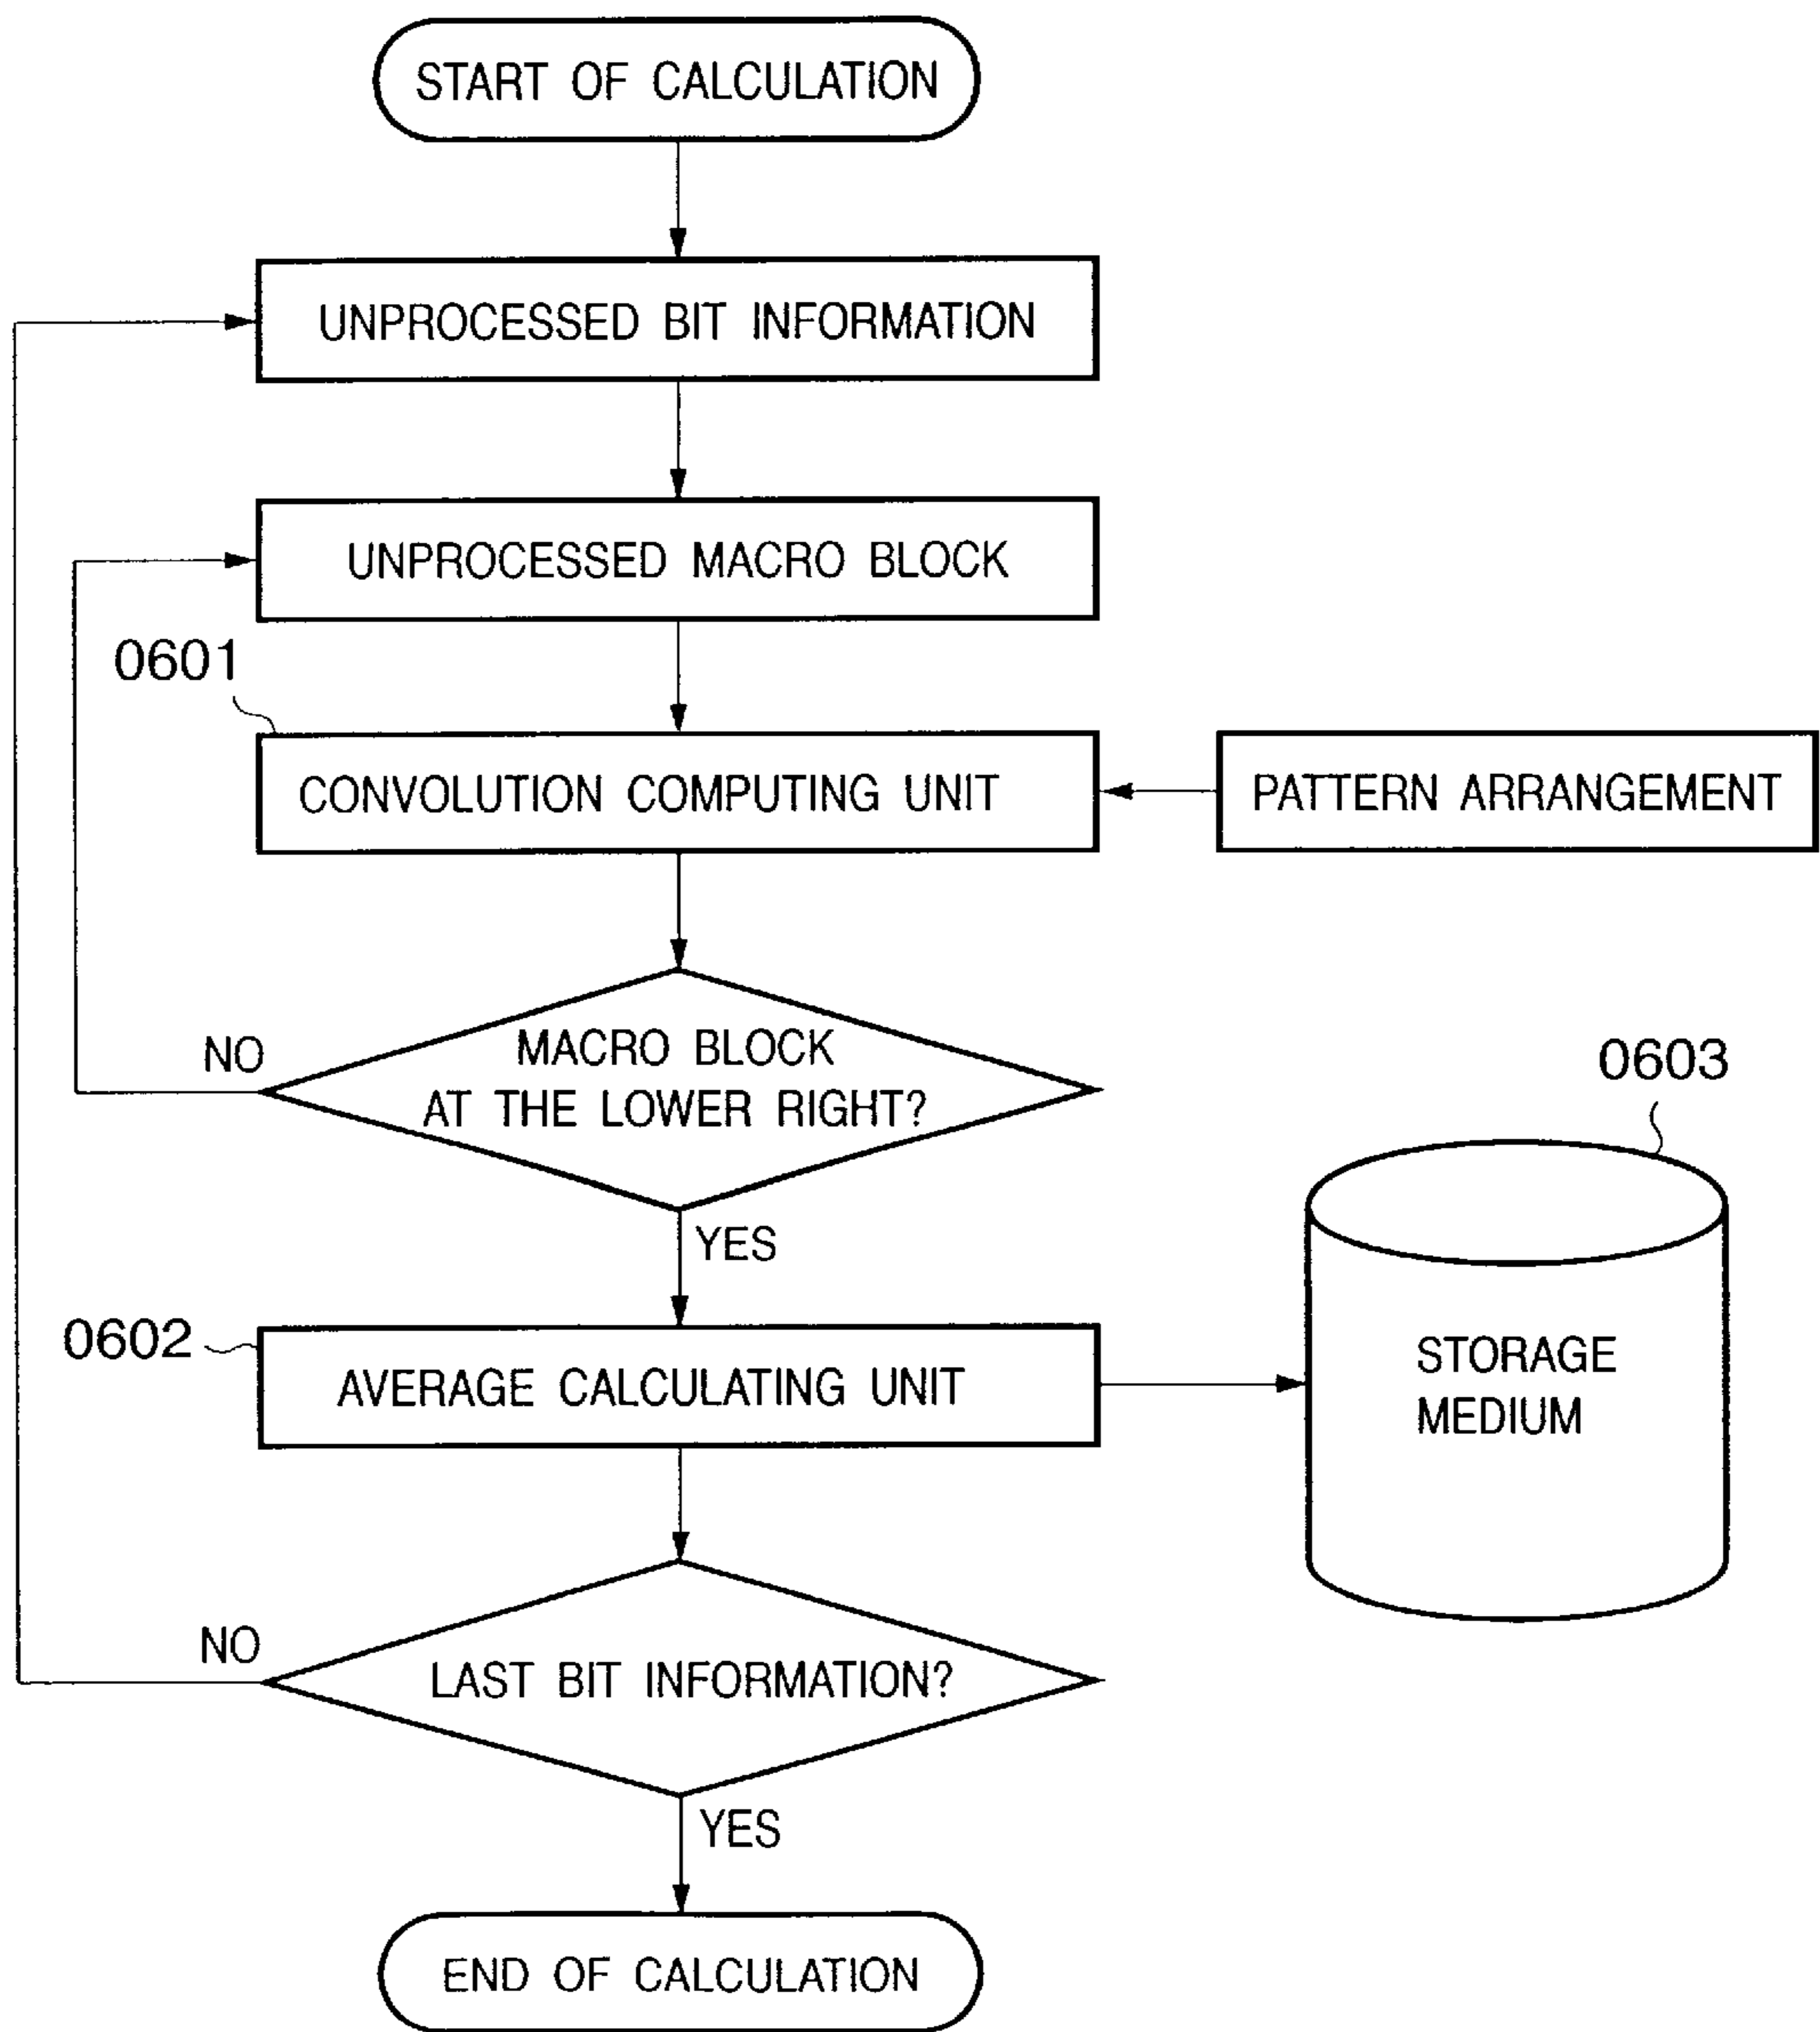 START OF CALCULATION
UNPROCESSED BIT INFORMATION
UNPROCESSED MACRO BLOCK
0601
CONVOLUTION COMPUTING UNIT
PATTERN ARRANGEMENT
NO
MACRO BLOCK
AT THE LOWER RIGHT?
0603
YES
0602
AVERAGE CALCULATING UNIT
STORAGE
MEDIUM
NO
LAST BIT INFORMATION?
YES
END OF CALCULATION